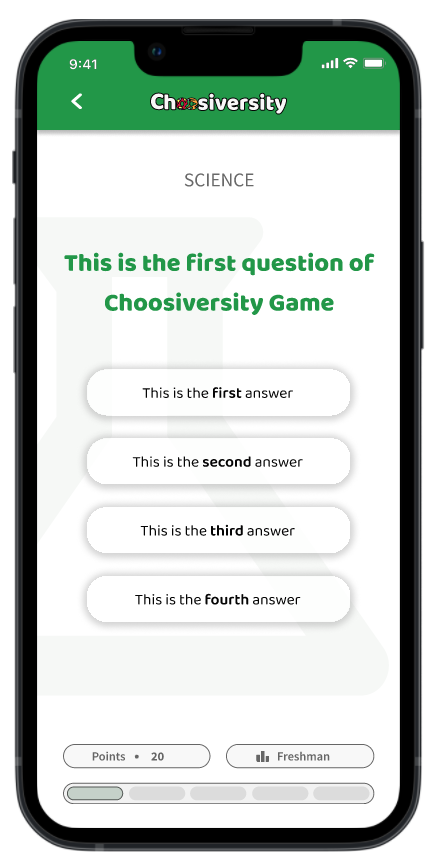 9:41
Choosiversity
SCIENCE
This is the first question of
Choosiversity Game
This is the first answer
This is the second answer
This is the third answer
This is the fourth answer
Points • 20
Freshman